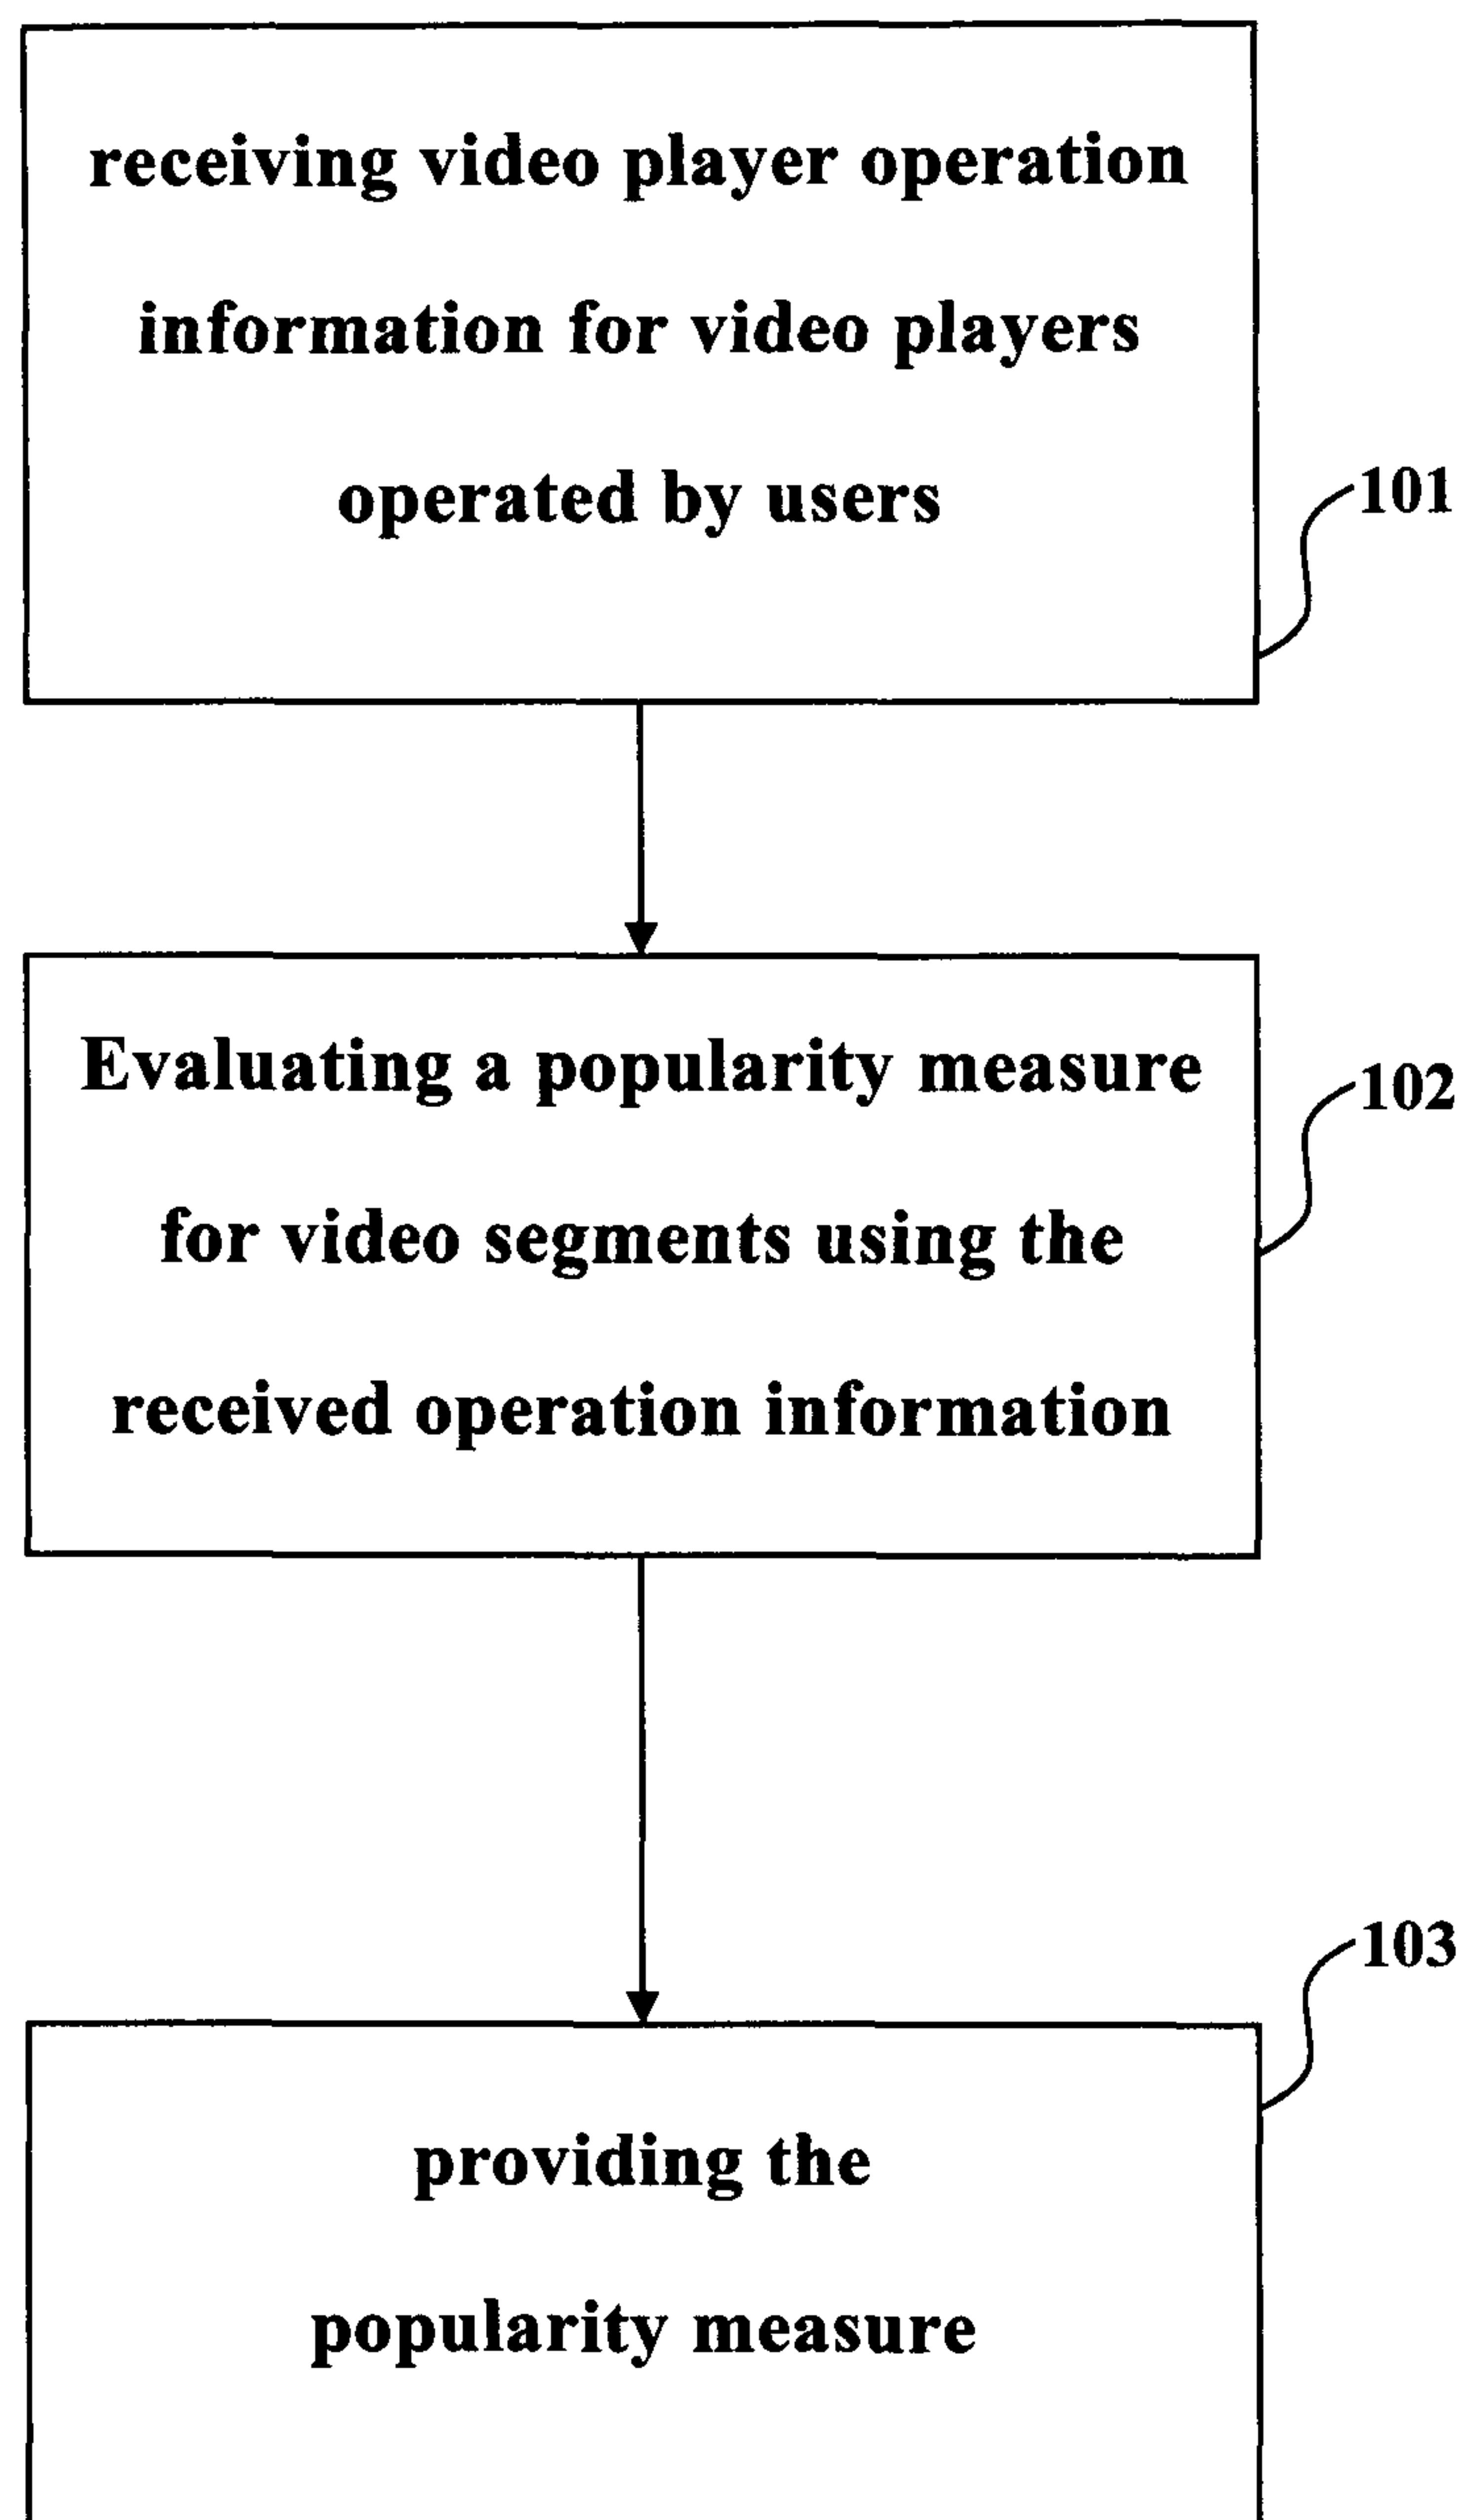 receiving video player operation
information for video players
operated by users
101
Evaluating a popularity measure
for video segments using the
received operation information
102
103
providing the
popularity measure